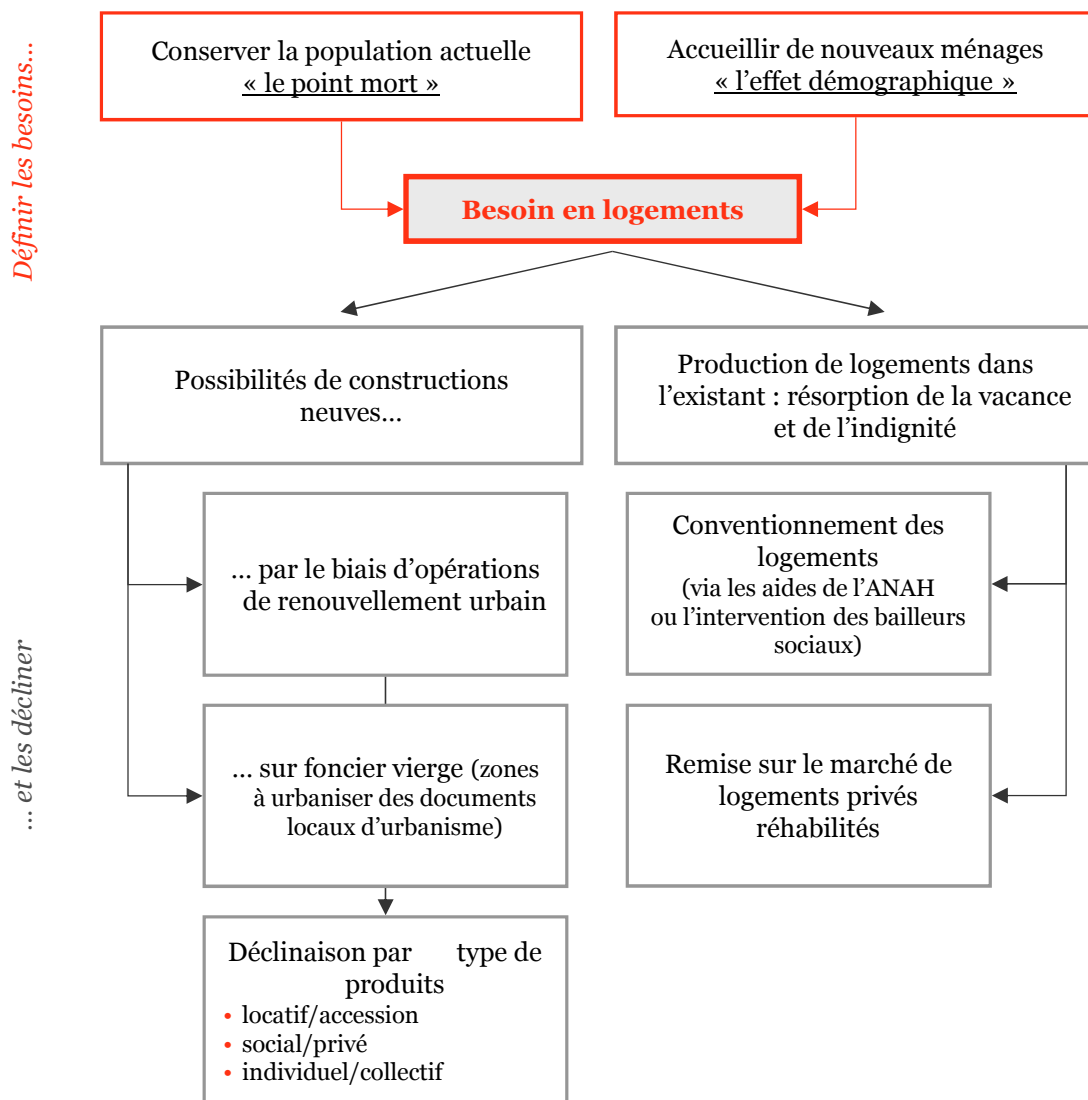 Définir les besoins...
Conserver la population actuelle
« le point mort »
Accueillir de nouveaux ménages
« l'effet démographique »
Besoin en logements
Possibilités de constructions
neuves...
Production de logements dans
l'existant : résorption de la vacance
et de l'indignité
... et les décliner
... par le biais d'opérations
de renouvellement urbain
Conventionnement des
logements
(via les aides de l'ANAH
ou l'intervention des bailleurs
sociaux)
... sur foncier vierge (zones
à urbaniser des documents
locaux d'urbanisme)
Remise sur le marché de
logements privés
réhabilités
Déclinaison par type de
produits
• locatif/accession
• social/privé
• individuel/collectif